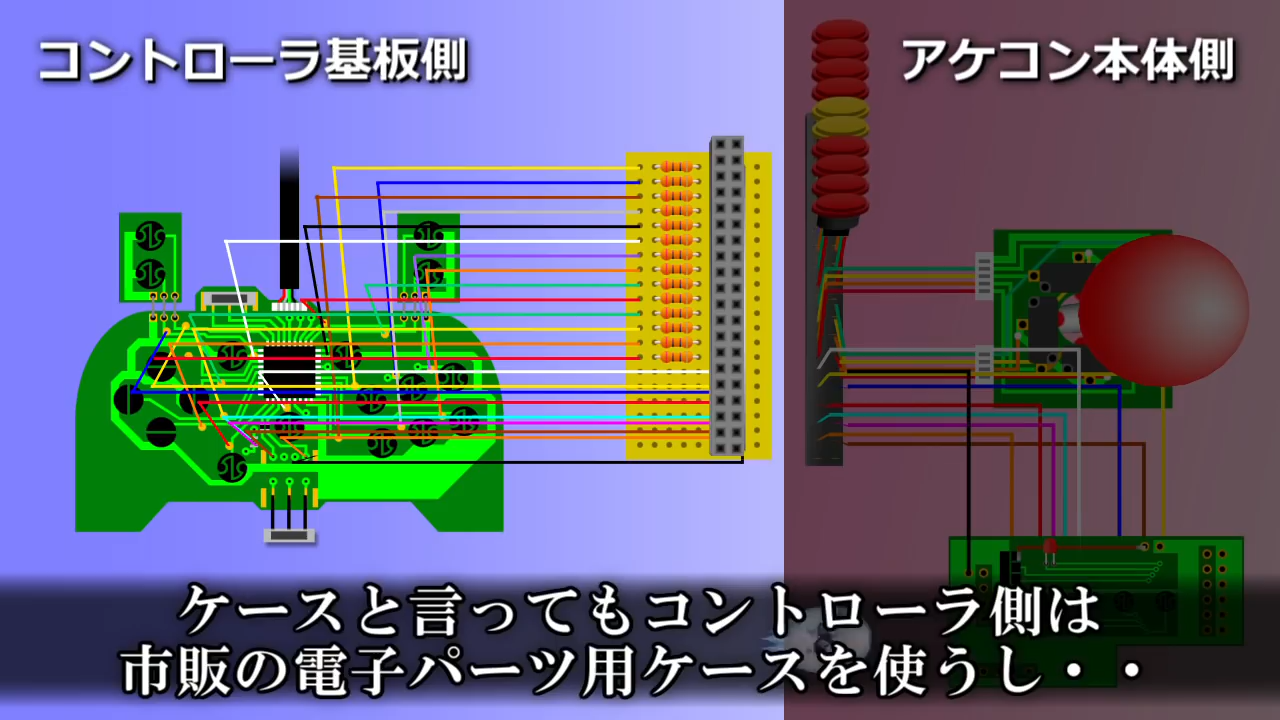 コントローラ基板側
アケコン本体側
ケースと言ってもコントローラ側は
市販の電子パーツ用ケースを使うし・・